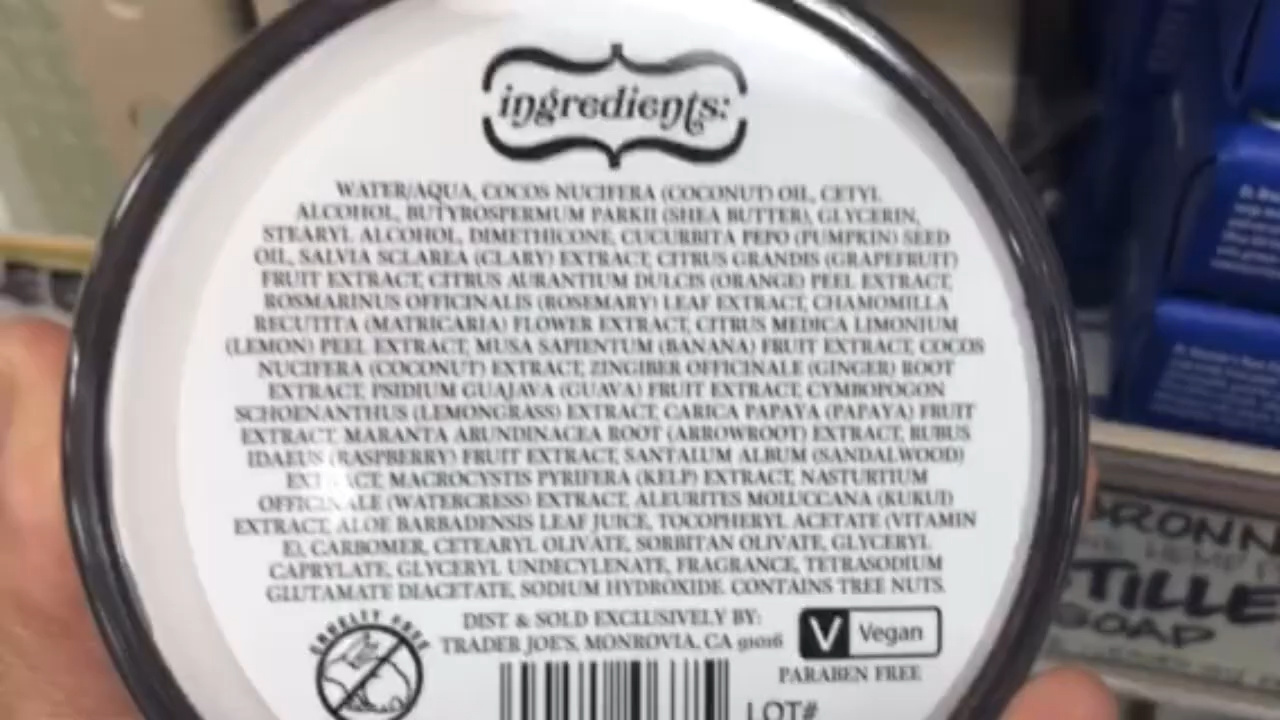 ingredients:
WATER/AQUA, COCOS NUCIFERA (COCONUT) OIL, CETYL
ALCOHOL, BUTYROSPERMUM PARKII (SHEA BUTTER), GLYCERIN,
STEARYL ALCOHOL, DIMETHICONE, CUCURBITA PEPO (PUMPKIN) SEED
OIL, SALVIA SCLAREA (CLARY) EXTRACT, CITRUS GRANDIS (GRAPEFRUIT)
FRUIT EXTRACT, CITRUS AURANTIUM DULCIS (ORANGE) PEEL EXTRACT,
ROSMARINUS OFFICINALIS (ROSEMARY) LEAF EXTRACT, CHAMOMILLA
RECUTITA (MATRICARIA) FLOWER EXTRACT, CITRUS MEDICA LIMONIUM
(LEMON) PEEL EXTRACT, MUSA SAPIENTUM (BANANA) FRUIT EXTRACT, COCOS
NUCIFERA (COCONUT) EXTRACT, ZINGIBER OFFICINALE (GINGER) ROOT
EXTRACT, PSIDIUM GUAJAVA (GUAVA) FRUIT EXTRACT, CYMBOPOGON
SCHOENANTHUS (LEMONGRASS) EXTRACT, CARICA PAPAYA (PAPAYA) FRUIT
EXTRACT, MARANTA ARUNDINACEA ROOT (ARROWROOT) EXTRACT, RUBUS
IDAEUS (RASPBERRY) FRUIT EXTRACT, SANTALUM ALBUM (SANDALWOOD)
EXTRACT, MACROCYSTIS PYRIFERA (KELP) EXTRACT, NASTURTIUM
OFFICINALE (WATERCRESS) EXTRACT, ALEURITES MOLUCCANA (KUKUI)
EXTRACT, ALOE BARBADENSIS LEAF JUICE, TOCOPHERYL ACETATE (VITAMIN
E), CARBOMER, CETEARYL OLIVATE, SORBITAN OLIVATE, GLYCERYL
CAPRYLATE, GLYCERYL UNDECYLENATE, FRAGRANCE, TETRASODIUM
GLUTAMATE DIACETATE, SODIUM HYDROXIDE. CONTAINS TREE NUTS.
CRUELTY FREE
DIST. & SOLD EXCLUSIVELY BY:
TRADER JOE'S, MONROVIA, CA 91016
V Vegan
PARABEN FREE
LOT#
BRONN
TILLE
SOAP